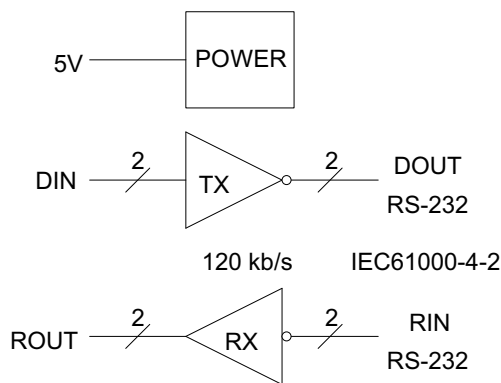 5V POWER
2 2 DOUT
DIN TX
RS-232
120 kb/s IEC61000-4-2
2 2 RIN
ROUT RX
RS-232